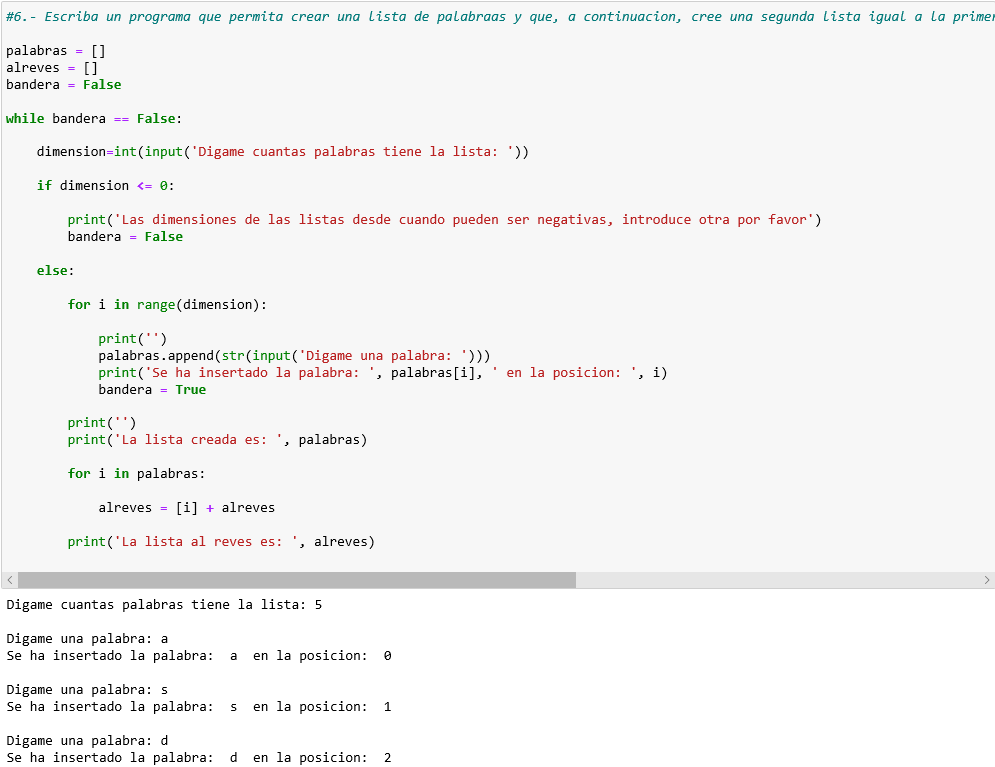 #6.- Escriba un programa que permita crear una lista de palabraas y que, a continuacion, cree una segunda lista igual a la
palabras = []
alreves = []
bandera = False
while bandera == False:
dimension=int(input('Digame cuantas palabras tiene la lista: '))
if dimension <= 0:
print('Las dimensiones de las listas desde cuando pueden ser negativas, introduce otra por favor')
bandera = False
else:
for i in range(dimension):
print('')
palabras.append(str(input('Digame una palabra: ')))
print('Se ha insertado la palabra: ', palabras[i], ' en la posicion: ', i)
bandera = True
print('')
print('La lista creada es: ', palabras)
for i in palabras:
alreves = [i] + alreves
print('La lista al reves es: ', alreves)
Digame cuantas palabras tiene la lista: 5
Digame una palabra: a
Se ha insertado la palabra:  a  en la posicion:  0
Digame una palabra: s
Se ha insertado la palabra:  s  en la posicion:  1
Digame una palabra: d
Se ha insertado la palabra:  d  en la posicion:  2